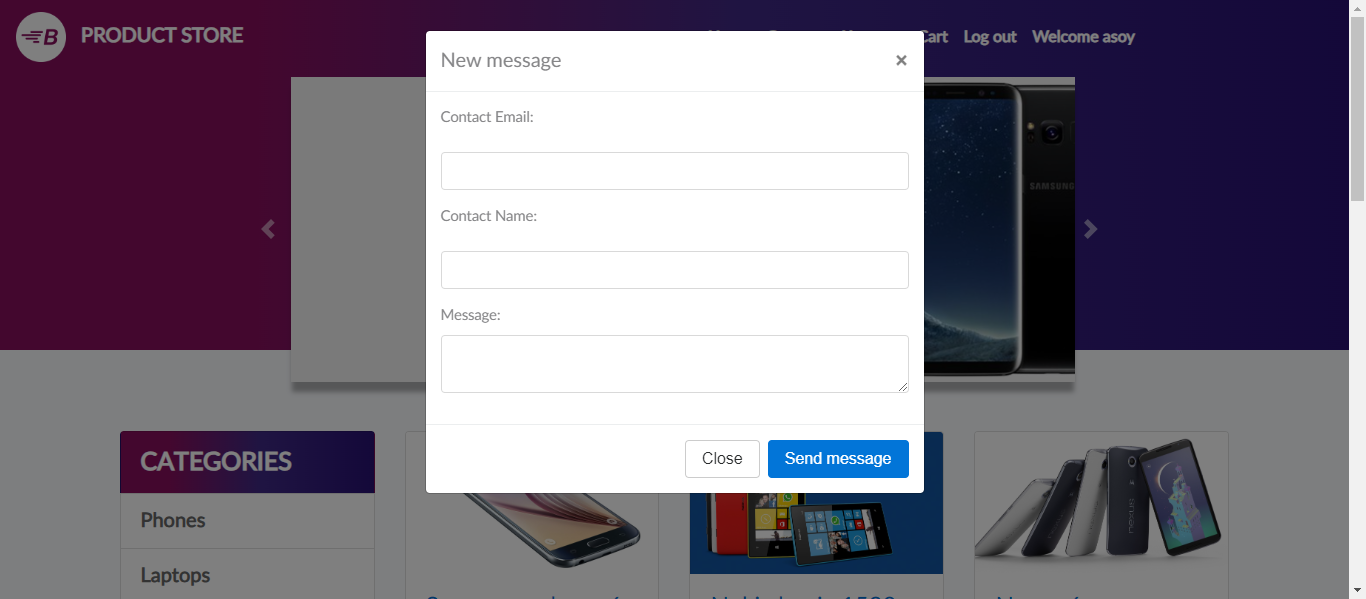 B PRODUCT STORE
Cart Log out Welcome asoy
New message ×
Contact Email:
Contact Name:
Message:
Close Send message
SAMSUNG
CATEGORIES
Phones
Laptops
nexus